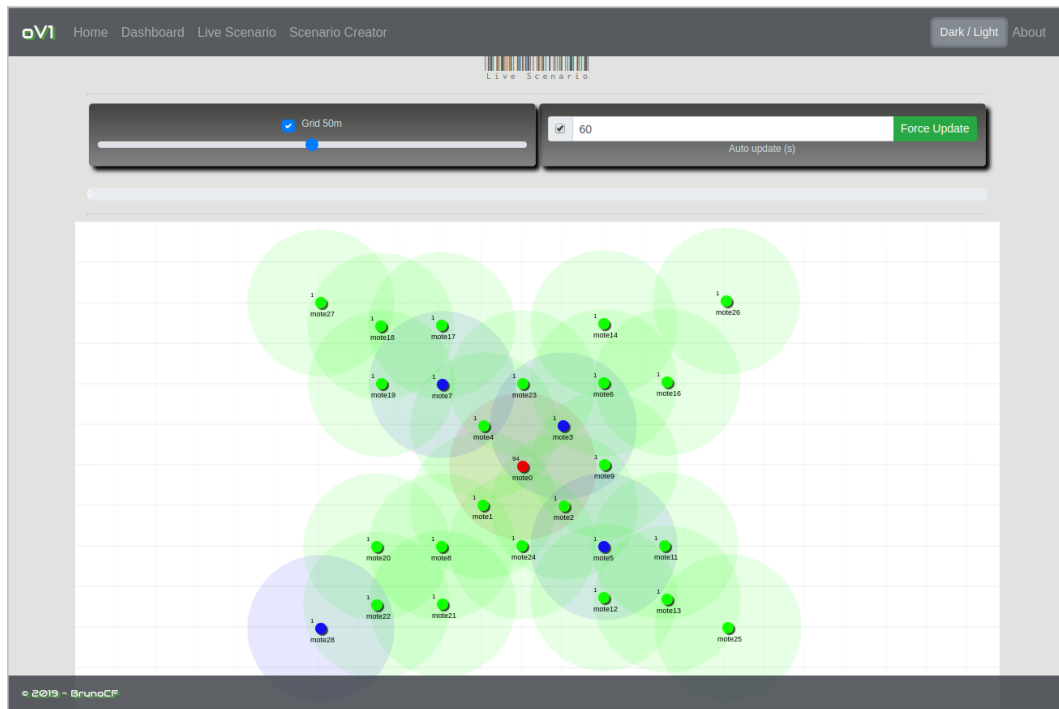 oV1 Home Dashboard Live Scenario Scenario Creator Dark / Light About
Live Scenario
Grid 50m
60 Force Update
Auto update (s)
0
1 mote27
1 mote26
1 mote18
1 mote17
1 mote14
1 mote19
1 mote7
1 mote23
1 mote6
1 mote16
1 mote4
1 mote3
94 mote0
1 mote9
1 mote1
1 mote2
1 mote20
1 mote8
1 mote24
1 mote5
1 mote11
1 mote22
1 mote21
1 mote12
1 mote13
1 mote28
1 mote25
© 2019 - BrunoCF